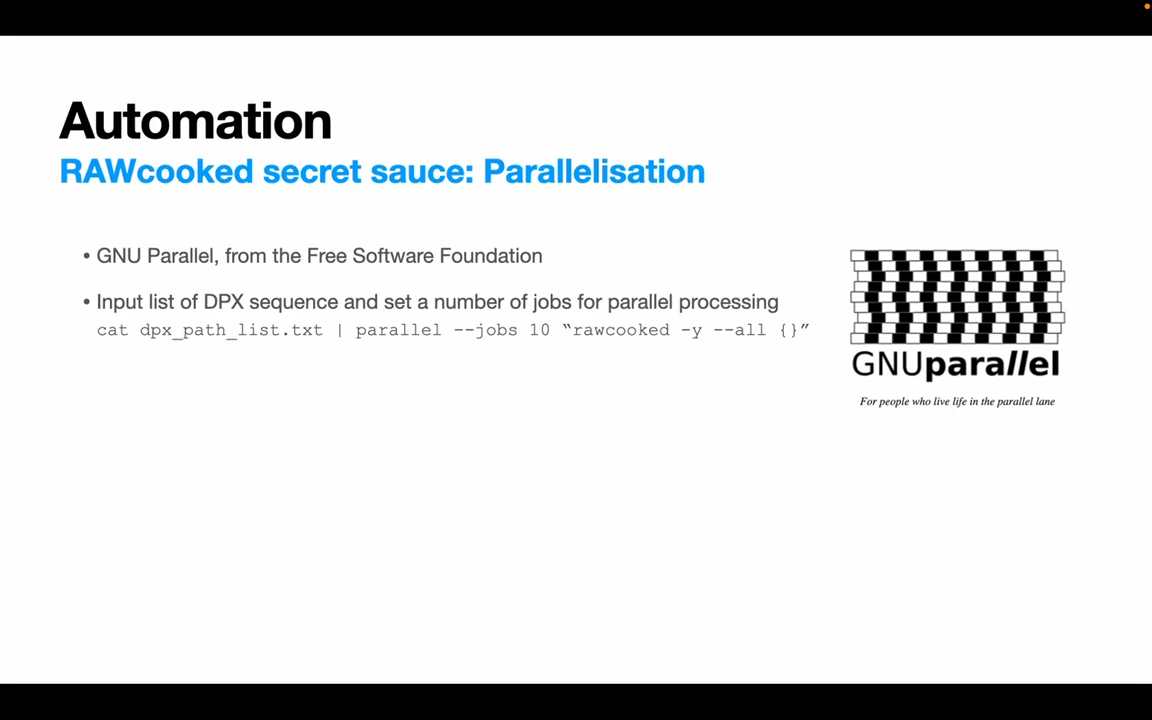 Automation
RAWcooked secret sauce: Parallelisation
• GNU Parallel, from the Free Software Foundation
• Input list of DPX sequence and set a number of jobs for parallel processing
cat dpx_path_list.txt | parallel --jobs 10 “rawcooked -y --all {}”
GNUparallel
For people who live life in the parallel lane